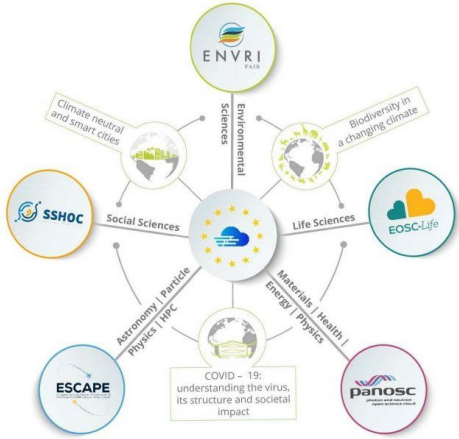 ENVRI
FAIR
Environmental
Sciences
Climate neutral
and smart cities
Biodiversity in
a changing climate
SSHOC
Social Sciences
Life Sciences
EOSC-Life
Astronomy | Particle
Physics | HPC
Materials | Health |
Energy | Physics
ESCAPE
COVID – 19:
understanding the virus,
its structure and societal
impact
panosc
photon and neutron
open science cloud